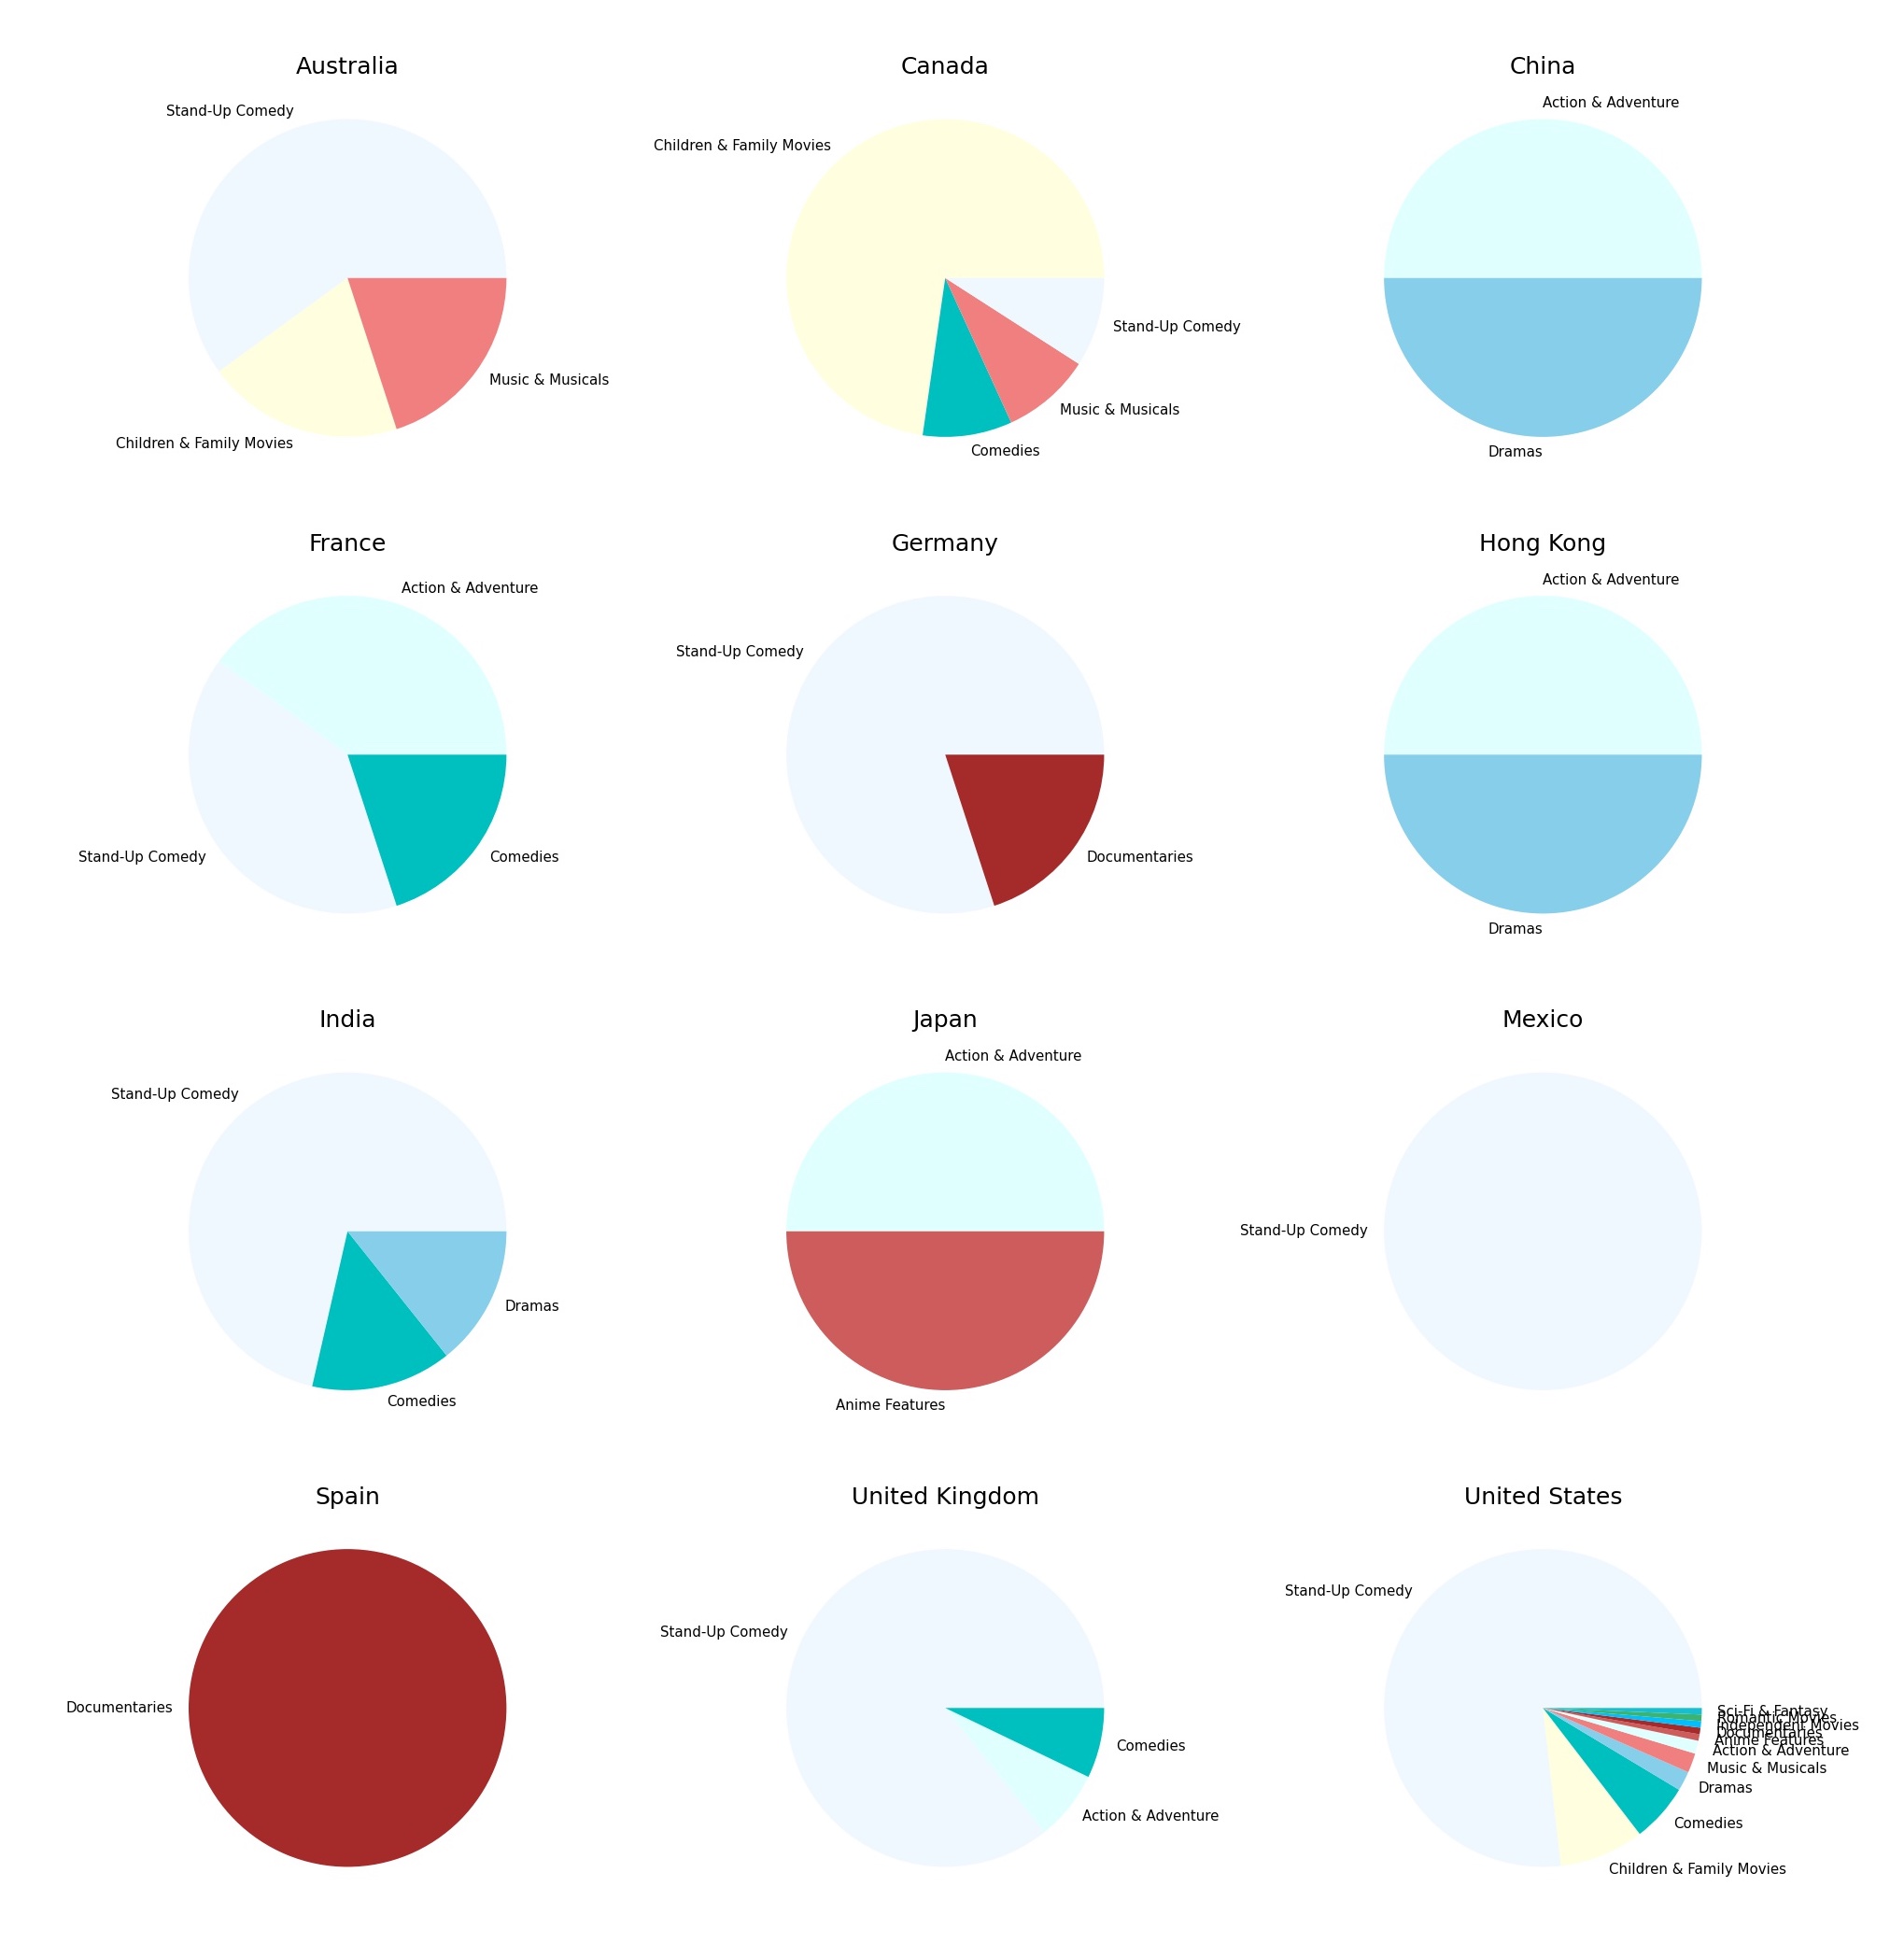 Australia
Stand-Up Comedy
Children & Family Movies
Music & Musicals
Canada
Children & Family Movies
Stand-Up Comedy
Music & Musicals
Comedies
China
Action & Adventure
Dramas
France
Action & Adventure
Stand-Up Comedy
Comedies
Germany
Stand-Up Comedy
Documentaries
Hong Kong
Action & Adventure
Dramas
India
Stand-Up Comedy
Dramas
Comedies
Japan
Action & Adventure
Anime Features
Mexico
Stand-Up Comedy
Spain
Documentaries
United Kingdom
Stand-Up Comedy
Comedies
Action & Adventure
United States
Stand-Up Comedy
Sci-Fi & Fantasy
Romantic Movies
Independent Movies
Documentaries
Anime Features
Action & Adventure
Music & Musicals
Dramas
Comedies
Children & Family Movies